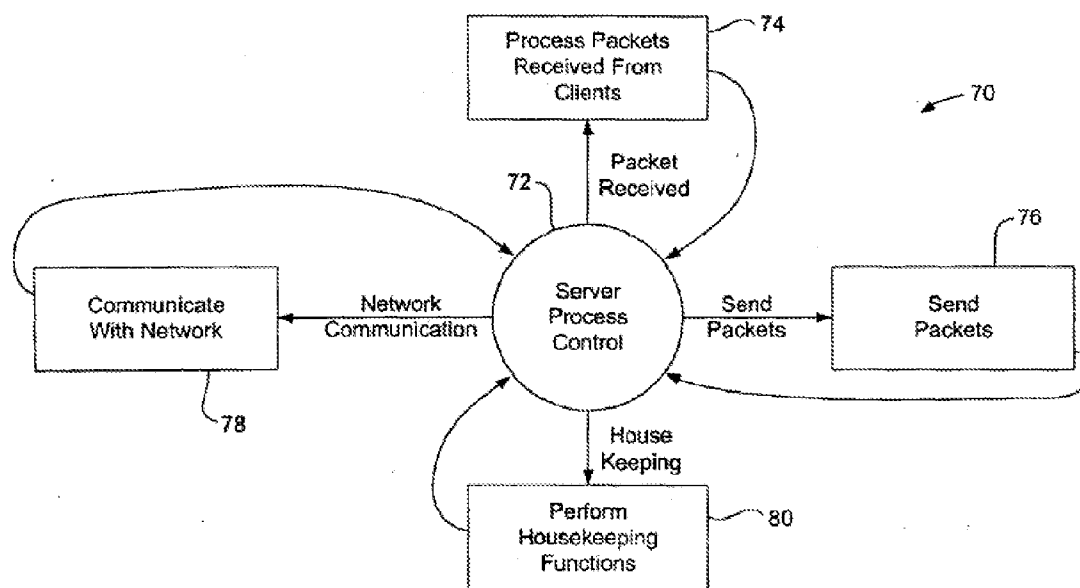 74
Process Packets
Received From
Clients
70
Packet
Received
72
76
Server
Process
Control
Communicate
With Network
Network
Communication
Send
Packets
Send
Packets
78
House
Keeping
80
Perform
Housekeeping
Functions